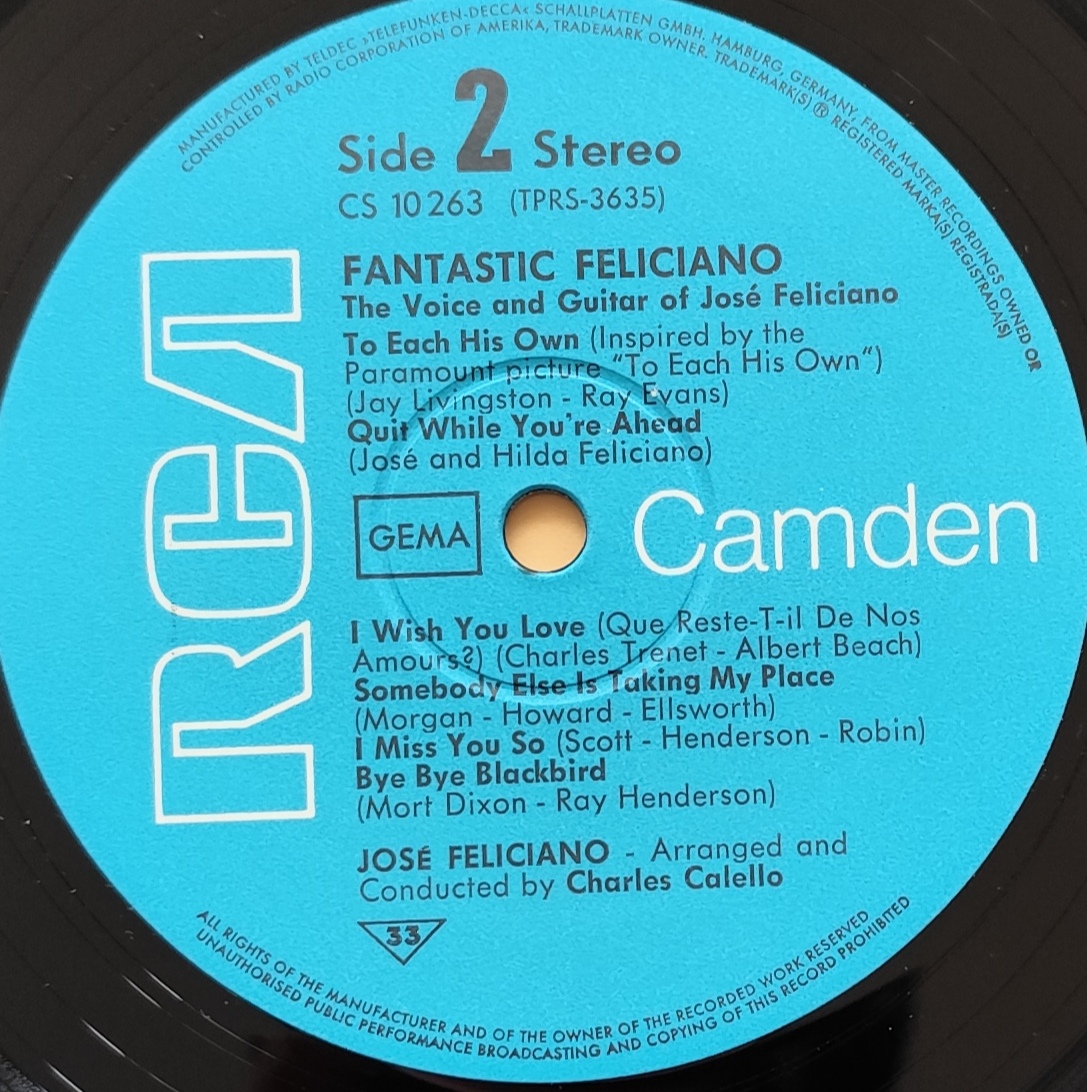 MANUFACTURED BY TELDEC »TELEFUNKEN-DECCA« SCHALLPLATTEN GMBH. HAMBURG, GERMANY, FROM MASTER RECORDINGS OWNED OR
CONTROLLED BY RADIO CORPORATION OF AMERIKA, TRADEMARK OWNER. TRADEMARK(S) ® REGISTERED MARKA(S) REGISTRADA(S)
Side 2 Stereo
CS 10263 (TPRS-3635)
FANTASTIC FELICIANO
The Voice and Guitar of José Feliciano
To Each His Own (Inspired by the
Paramount picture "To Each His Own")
(Jay Livingston - Ray Evans)
Quit While You're Ahead
(José and Hilda Feliciano)
RCA
GEMA
Camden
I Wish You Love (Que Reste-T-il De Nos
Amours?) (Charles Trenet - Albert Beach)
Somebody Else Is Taking My Place
(Morgan - Howard - Ellsworth)
I Miss You So (Scott - Henderson - Robin)
Bye Bye Blackbird
(Mort Dixon - Ray Henderson)
JOSÉ FELICIANO - Arranged and
Conducted by Charles Calello
33
ALL RIGHTS OF THE MANUFACTURER AND OF THE OWNER OF THE RECORDED WORK RESERVED
UNAUTHORISED PUBLIC PERFORMANCE BROADCASTING AND COPYING OF THIS RECORD PROHIBITED